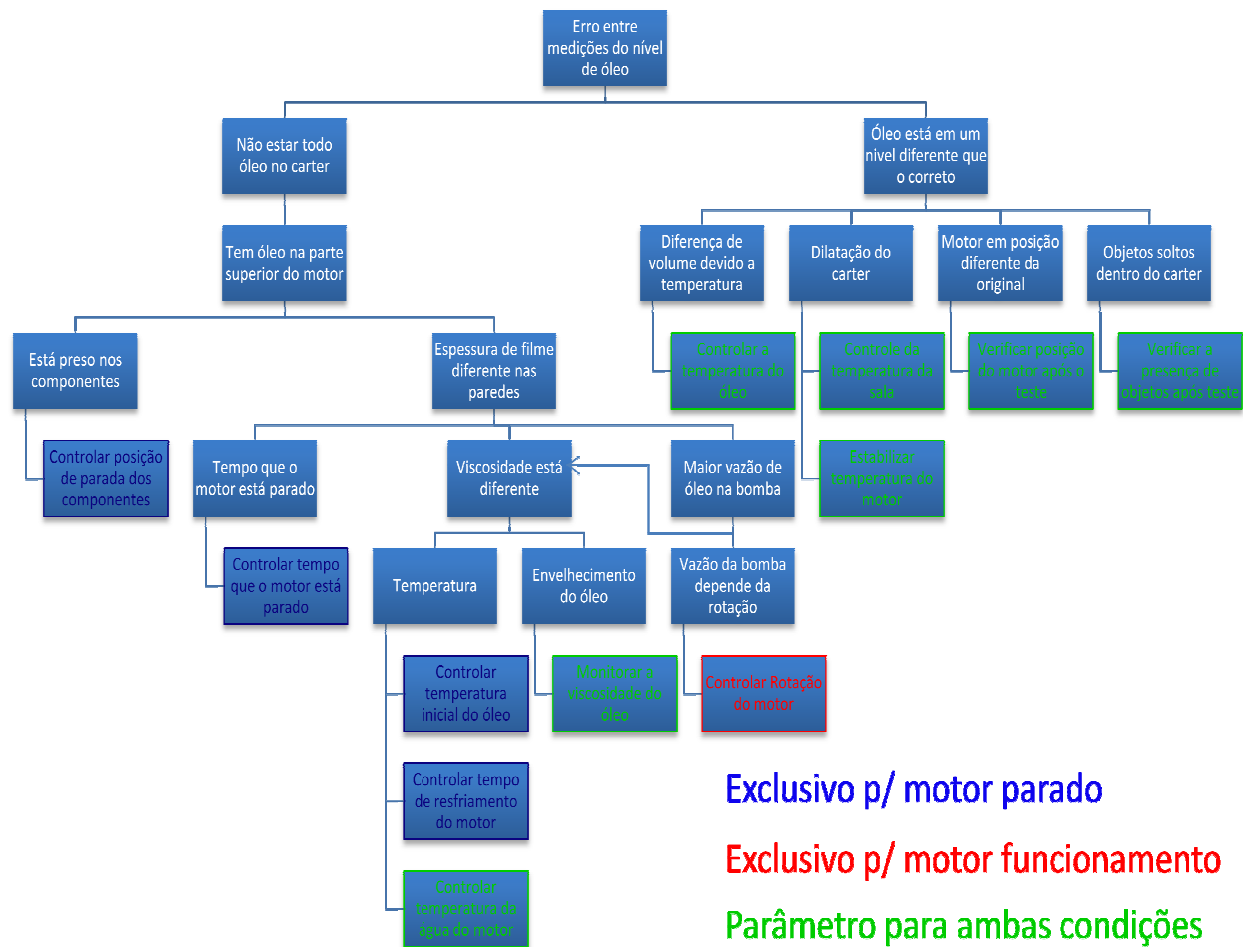 Erro entre
medições do nível
de óleo
Não estar todo
óleo no carter
Óleo está em um
nivel diferente que
o correto
Tem óleo na parte
superior do motor
Diferença de
volume devido a
temperatura
Dilatação do
carter
Motor em posição
diferente da
original
Objetos soltos
dentro do carter
Está preso nos
componentes
Espessura de filme
diferente nas
paredes
Controlar a
temperatura do
óleo
Controle da
temperatura da
sala
Verificar posição
do motor após o
teste
Verificar a
presença de
objetos após teste
Controlar posição
de parada dos
componentes
Tempo que o
motor está parado
Viscosidade está
diferente
Maior vazão de
óleo na bomba
Estabilizar
temperatura do
motor
Controlar tempo
que o motor está
parado
Temperatura
Envelhecimento
do óleo
Vazão da bomba
depende da
rotação
Controlar
temperatura
inicial do óleo
Monitorar a
viscosidade do
óleo
Controlar Rotação
do motor
Controlar tempo
de resfriamento
do motor
Controlar
temperatura da
água do motor
Exclusivo p/ motor parado
Exclusivo p/ motor funcionamento
Parâmetro para ambas condições